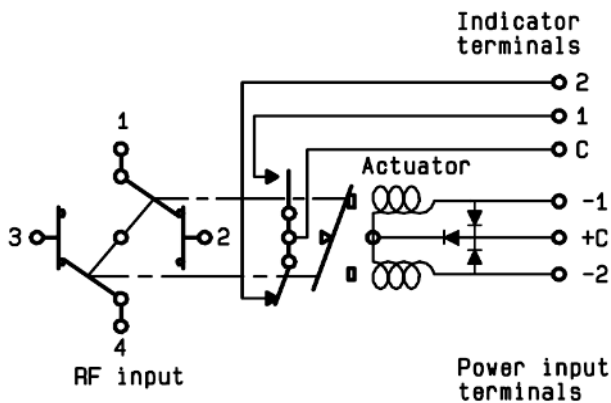 Indicator
terminals
2
1
C
Actuator
1
-1
3
2
+C
-2
4
RF input
Power input
terminals